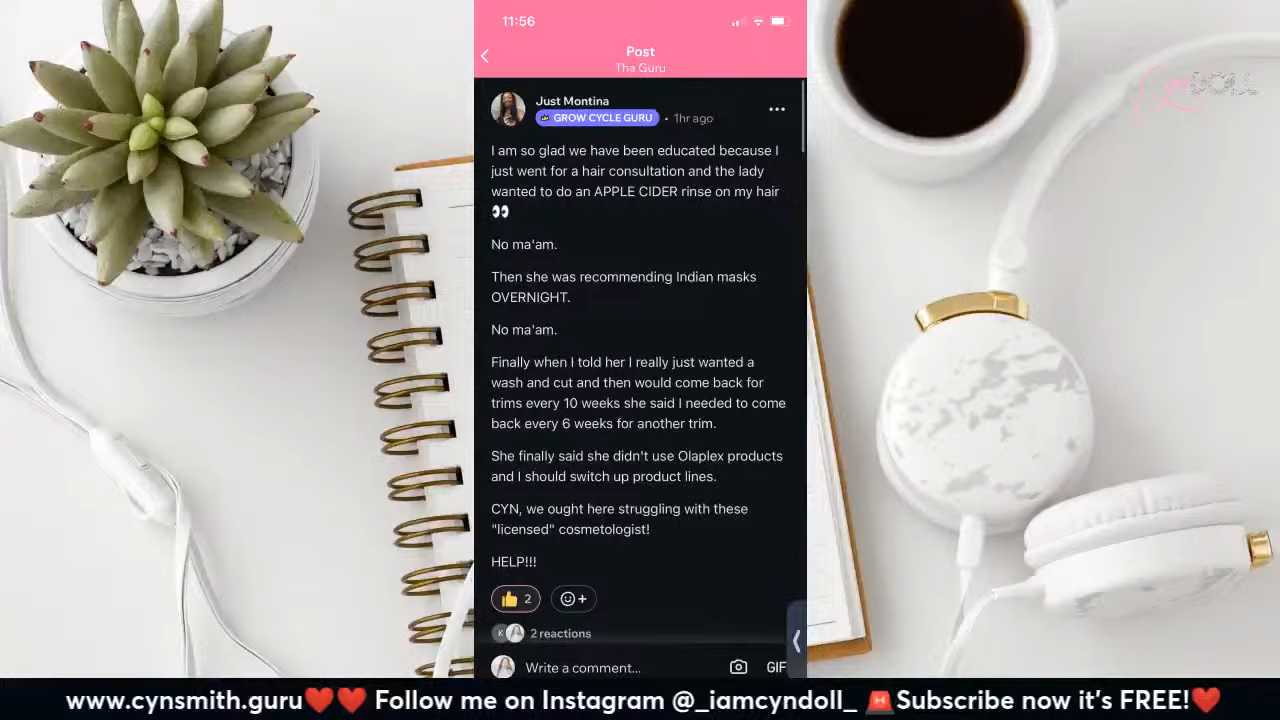 11:56
Post
Tha Guru
Just Montina
GROW CYCLE GURU • 1hr ago
I am so glad we have been educated because I
just went for a hair consultation and the lady
wanted to do an APPLE CIDER rinse on my hair
👀
No ma'am.
Then she was recommending Indian masks
OVERNIGHT.
No ma'am.
Finally when I told her I really just wanted a
wash and cut and then would come back for
trims every 10 weeks she said I needed to come
back every 6 weeks for another trim.
She finally said she didn't use Olaplex products
and I should switch up product lines.
CYN, we ought here struggling with these
"licensed" cosmetologist!
HELP!!!
👍 2
K 2 reactions
Write a comment... GIF
www.cynsmith.guru❤️❤️ Follow me on Instagram @_iamcyndoll_ 🚨Subscribe now it's FREE!❤️